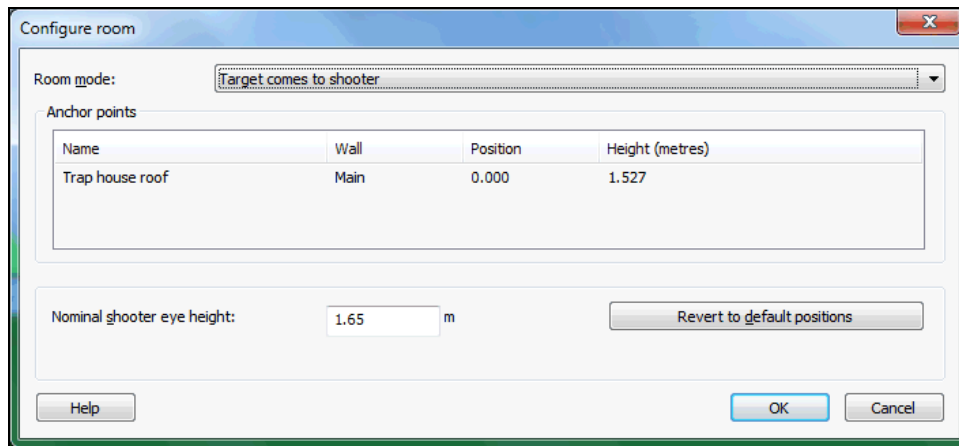 Configure room
Room mode: Target comes to shooter
Anchor points
Name Wall Position Height (metres)
Trap house roof Main 0.000 1.527
Nominal shooter eye height: 1.65 m Revert to default positions
Help OK Cancel